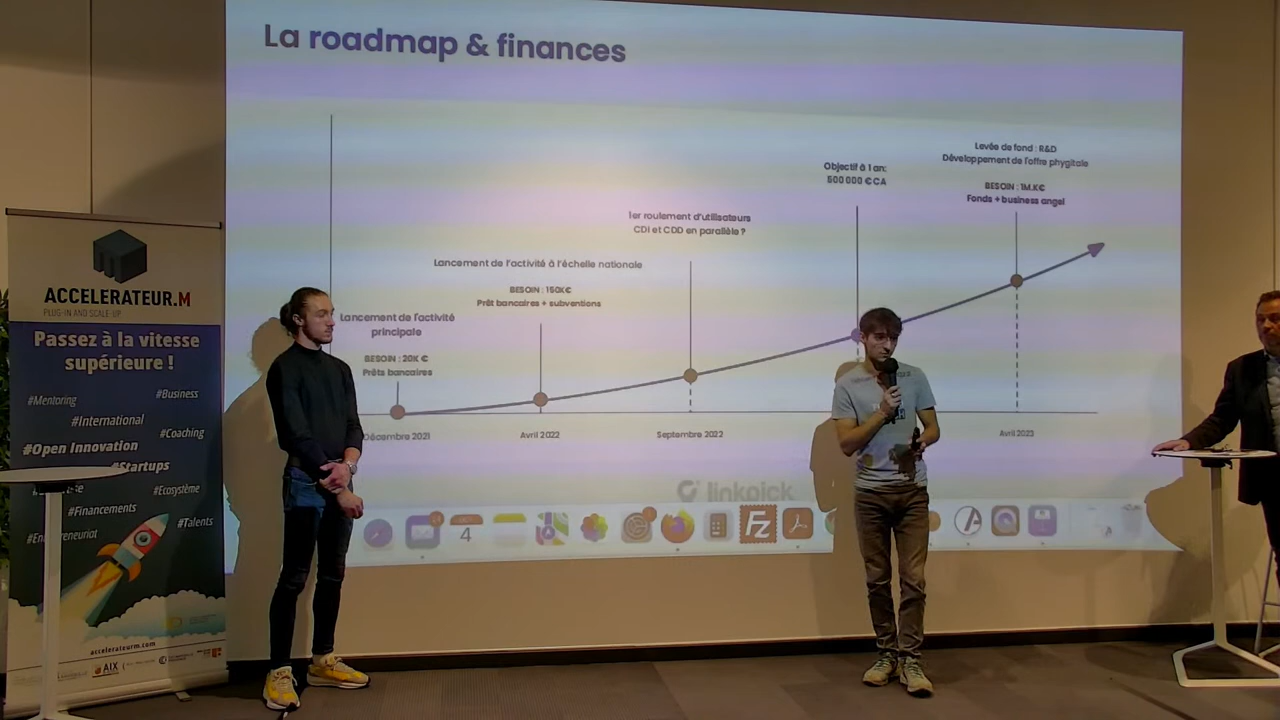 La roadmap & finances
Levée de fond : R&D
Développement de l'offre phygitale
BESOIN : 1M.K€
Fonds + business angel
Objectif à 1 an:
500 000 € CA
1er roulement d'utilisateurs
CDI et CDD en parallèle ?
Lancement de l'activité à l'échelle nationale
BESOIN : 150K€
Prêt bancaires + subventions
Lancement de l'activité
principale
BESOIN : 20K €
Prêts bancaires
Décembre 2021
Avril 2022
Septembre 2022
Avril 2023
linkpick
4
Fz
ACCELERATEUR.M
PLUG-IN AND SCALE-UP
Passez à la vitesse
supérieure !
#Mentoring
#Business
#International
#Coaching
#Open Innovation
#Startups
#Ecosystème
#Financements
#Talents
accelerateurm.com
AIX